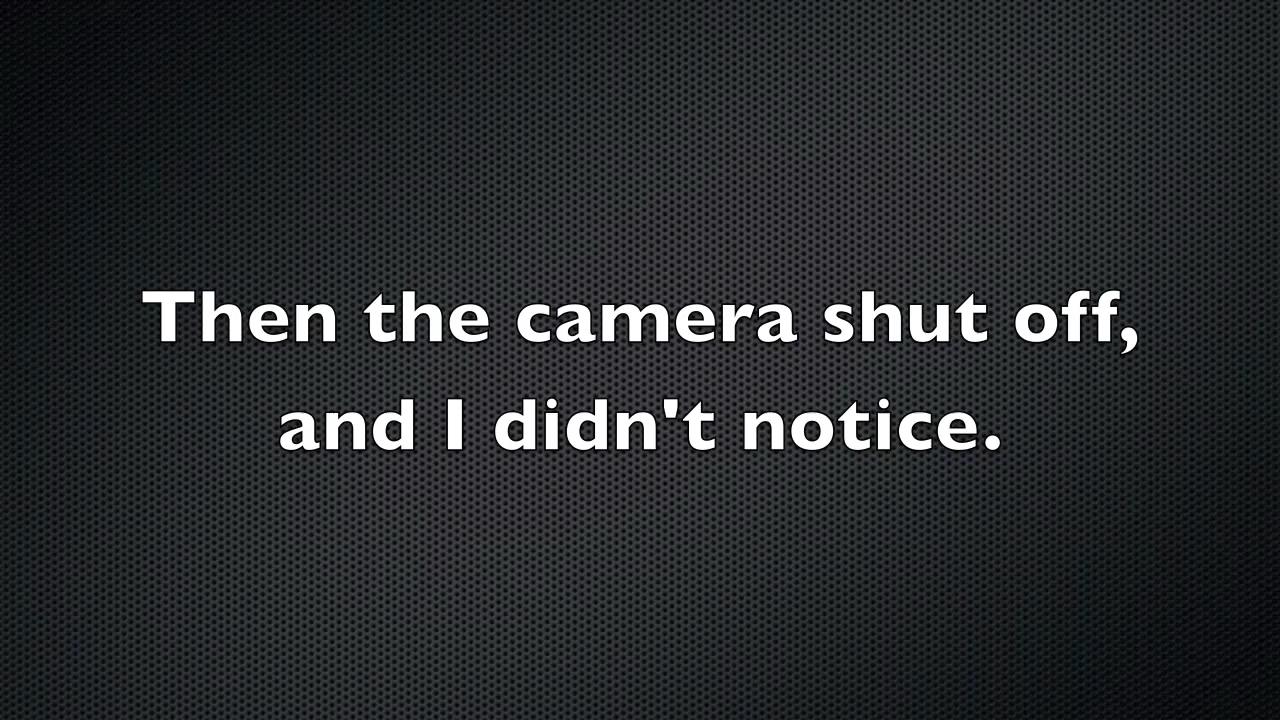 Then the camera shut off,
and I didn't notice.